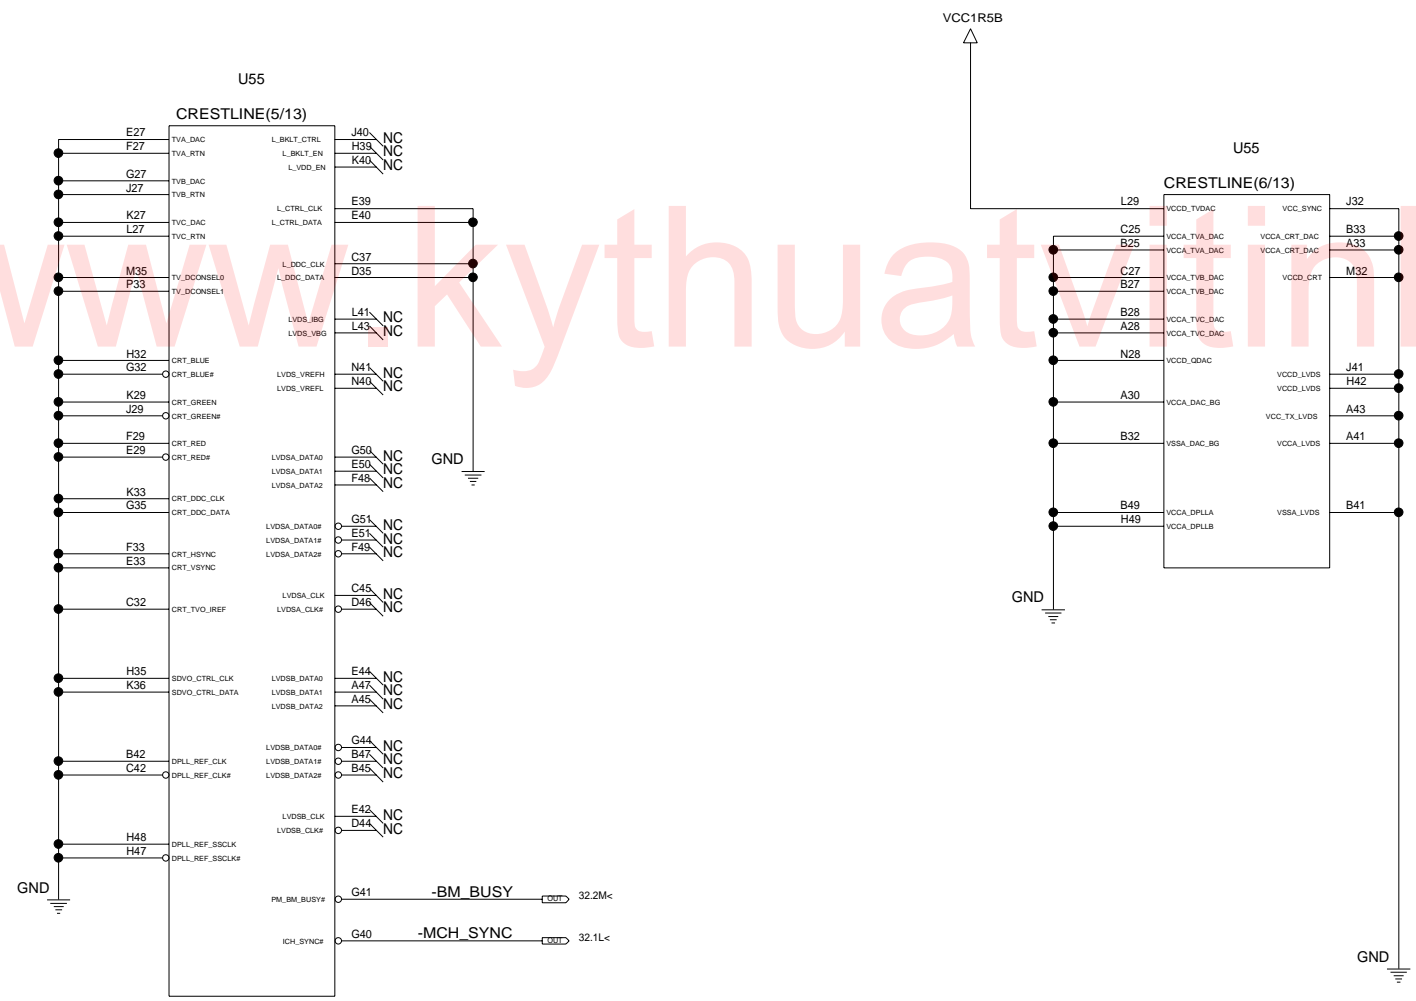 VCC1R5B
U55
CRESTLINE(5/13)
E27 TVA_DAC L_BKLT_CTRL J40 NC
F27 TVA_RTN L_BKLT_EN H39 NC
L_VDD_EN K40 NC
G27 TVB_DAC
J27 TVB_RTN
L_CTRL_CLK E39
K27 TVC_DAC L_CTRL_DATA E40
L27 TVC_RTN
L_DDC_CLK C37
M35 TV_DCONSEL0 L_DDC_DATA D35
P33 TV_DCONSEL1
LVDS_IBG L41 NC
LVDS_VBG L43 NC
H32 CRT_BLUE
G32 CRT_BLUE# LVDS_VREFH N41 NC
LVDS_VREFL N40 NC
K29 CRT_GREEN
J29 CRT_GREEN#
F29 CRT_RED
E29 CRT_RED# LVDSA_DATA0 G50 NC
LVDSA_DATA1 E50 NC
LVDSA_DATA2 F48 NC
GND
K33 CRT_DDC_CLK
G35 CRT_DDC_DATA
LVDSA_DATA0# G51 NC
LVDSA_DATA1# E51 NC
F33 CRT_HSYNC LVDSA_DATA2# F49 NC
E33 CRT_VSYNC
LVDSA_CLK C45 NC
C32 CRT_TVO_IREF LVDSA_CLK# D46 NC
H35 SDVO_CTRL_CLK LVDSB_DATA0 E44 NC
K36 SDVO_CTRL_DATA LVDSB_DATA1 A47 NC
LVDSB_DATA2 A45 NC
LVDSB_DATA0# G44 NC
B42 DPLL_REF_CLK LVDSB_DATA1# B47 NC
C42 DPLL_REF_CLK# LVDSB_DATA2# B45 NC
LVDSB_CLK E42 NC
LVDSB_CLK# D44 NC
H48 DPLL_REF_SSCLK
H47 DPLL_REF_SSCLK#
GND
PM_BM_BUSY# G41 -BM_BUSY OUT 32.2M<
ICH_SYNC# G40 -MCH_SYNC OUT 32.1L<
U55
CRESTLINE(6/13)
L29 VCCD_TVDAC VCC_SYNC J32
C25 VCCA_TVA_DAC VCCA_CRT_DAC B33
B25 VCCA_TVA_DAC VCCA_CRT_DAC A33
C27 VCCA_TVB_DAC VCCD_CRT M32
B27 VCCA_TVB_DAC
B28 VCCA_TVC_DAC
A28 VCCA_TVC_DAC
N28 VCCD_QDAC
VCCD_LVDS J41
VCCD_LVDS H42
A30 VCCA_DAC_BG
VCC_TX_LVDS A43
B32 VSSA_DAC_BG VCCA_LVDS A41
B49 VCCA_DPLLA VSSA_LVDS B41
H49 VCCA_DPLLB
GND
GND
www.kythuatvitinh